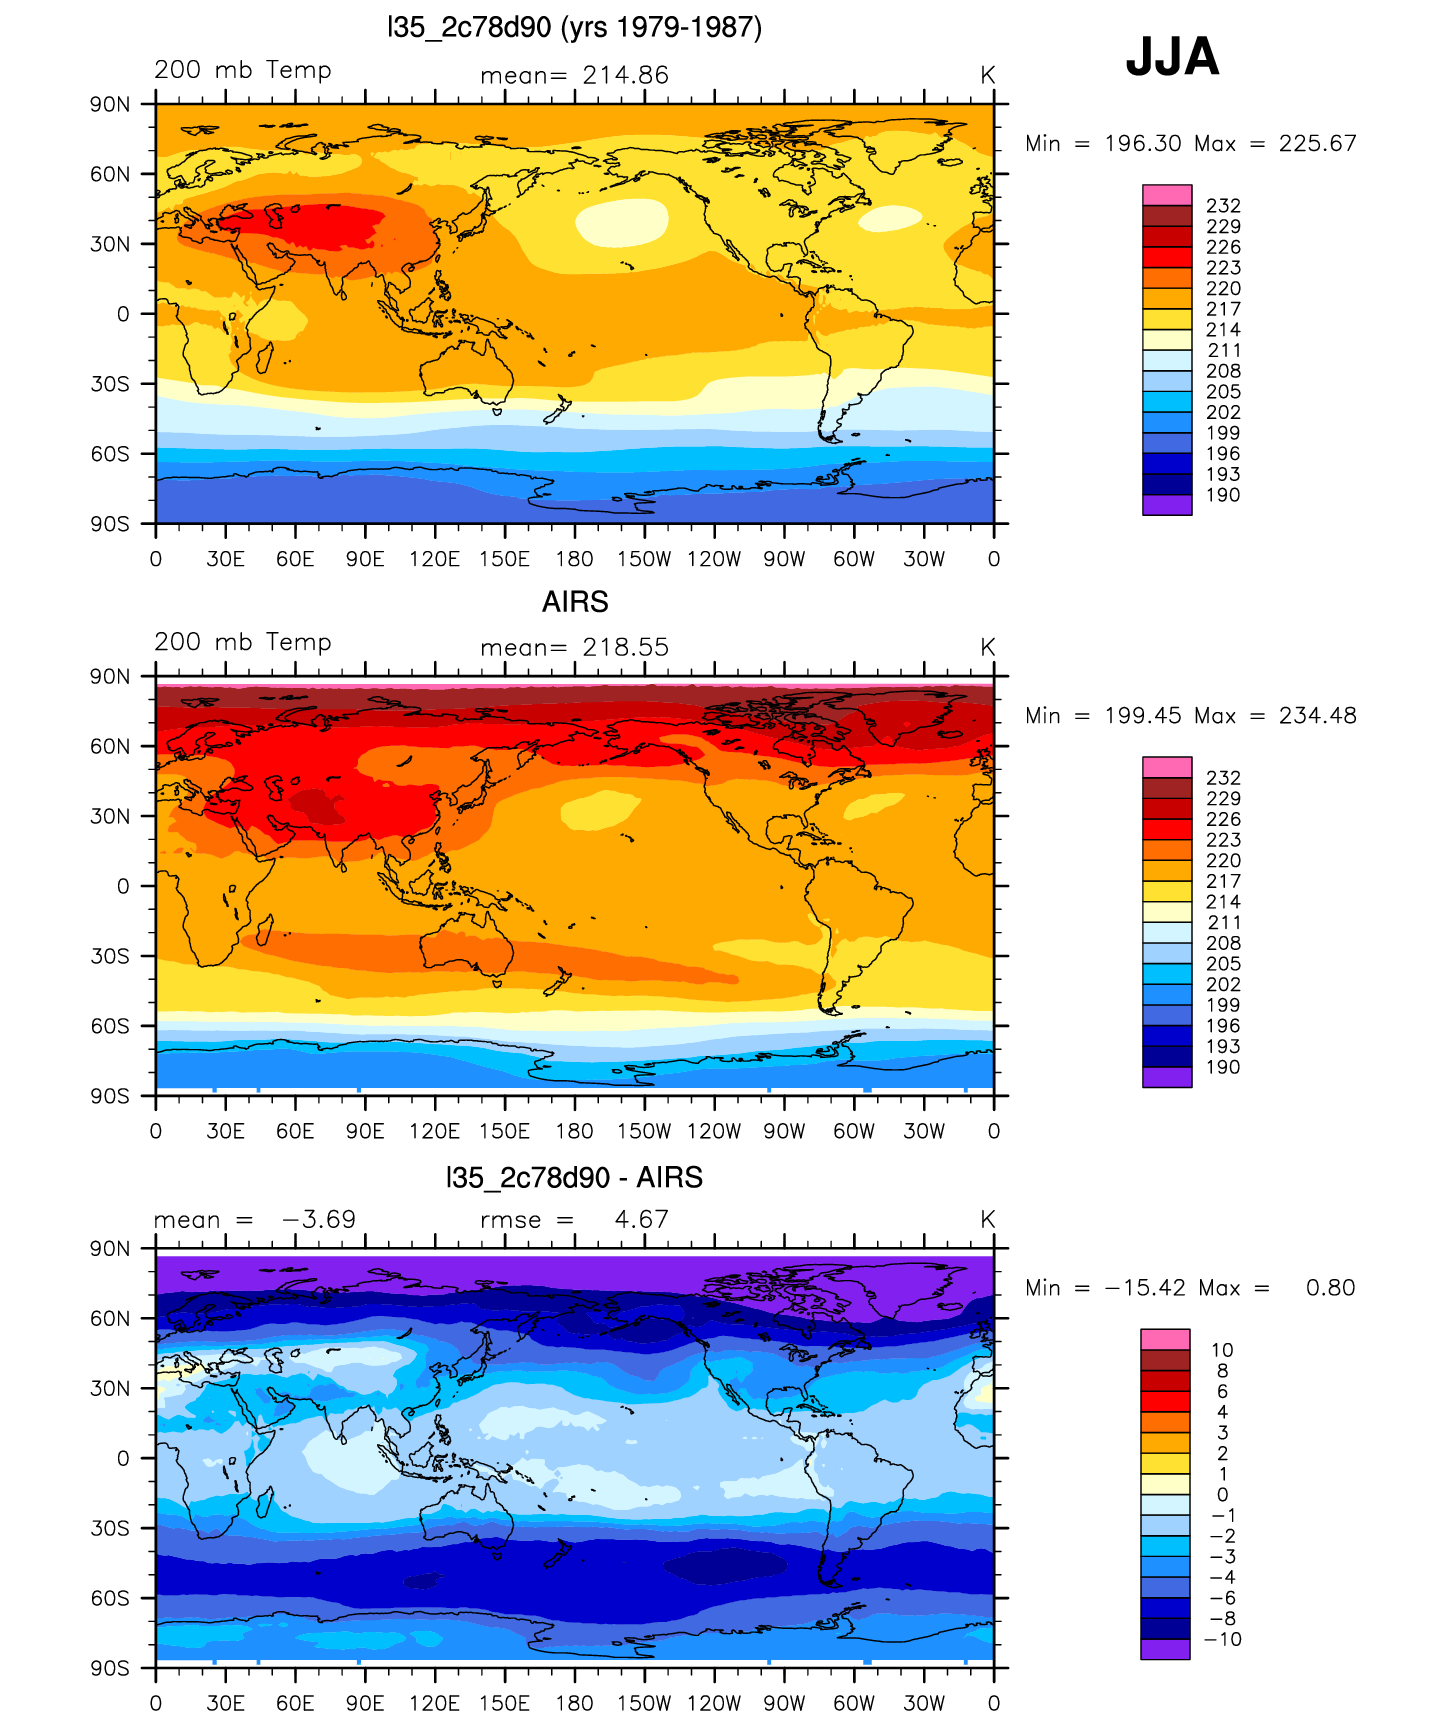 l35_2c78d90 (yrs 1979-1987)
JJA
200 mb Temp mean= 214.86 K
Min = 196.30 Max = 225.67
90N
60N
30N
0
30S
60S
90S
0 30E 60E 90E 120E 150E 180 150W 120W 90W 60W 30W 0
232
229
226
223
220
217
214
211
208
205
202
199
196
193
190
AIRS
200 mb Temp mean= 218.55 K
Min = 199.45 Max = 234.48
90N
60N
30N
0
30S
60S
90S
0 30E 60E 90E 120E 150E 180 150W 120W 90W 60W 30W 0
232
229
226
223
220
217
214
211
208
205
202
199
196
193
190
l35_2c78d90 - AIRS
mean = −3.69 rmse = 4.67 K
Min = −15.42 Max = 0.80
90N
60N
30N
0
30S
60S
90S
0 30E 60E 90E 120E 150E 180 150W 120W 90W 60W 30W 0
10
8
6
4
3
2
1
0
−1
−2
−3
−4
−6
−8
−10